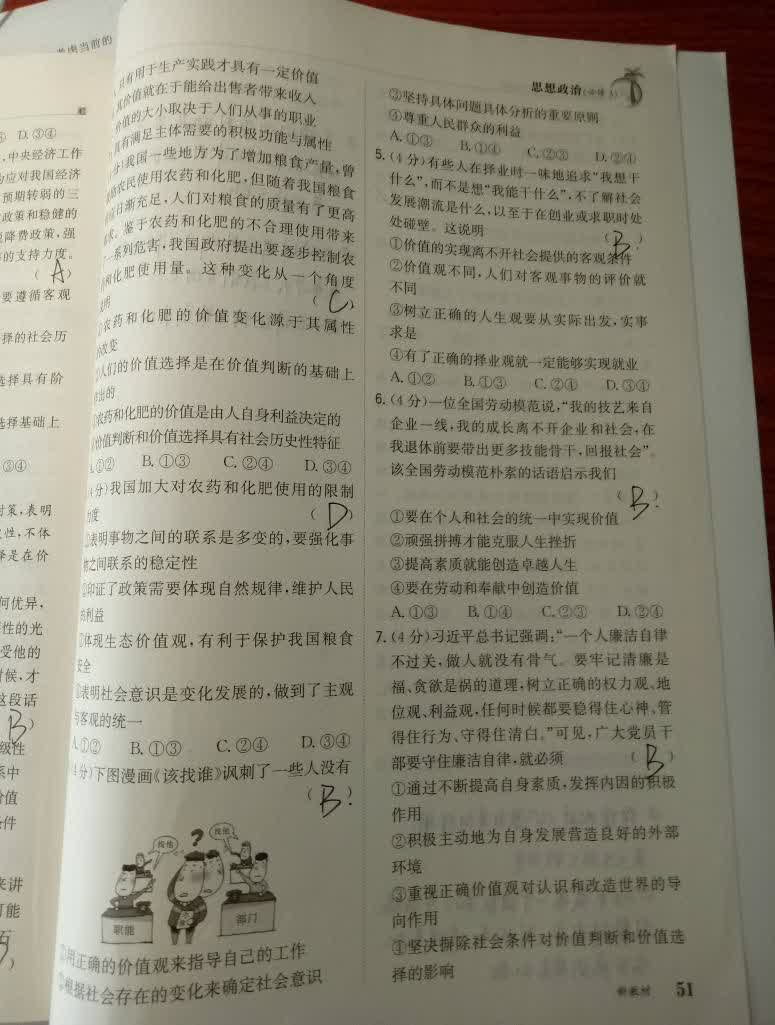 当前的
D.③④
,中央经济工作
应对我国经济
预期转弱的三
政策和稳健的
降费政策,强
的支持力度。
(A)
要遵循客观
择的社会历
选择具有阶
选择基础上
③④
对策,表明
性,不体
择是在价
何优异,
性的光
受他的
时候,才
这段话
B)
级性
系中
价值
条件
来讲
可能
有用于生产实践才具有一定价值
价值就在于能给出售者带来收入
价值的大小取决于人们从事的职业
具有满足主体需要的积极功能与属性
分)我国一些地方为了增加粮食产量,曾
农民使用农药和化肥,但随着我国粮食
日渐充足,人们对粮食的质量有了更高
鉴于农药和化肥的不合理使用带来
一系列危害,我国政府提出要逐步控制农
和化肥使用量。这种变化从一个角度
说明 (C)
农药和化肥的价值变化源于其属性
的改变
人们的价值选择是在价值判断的基础上
作出的
农药和化肥的价值是由人自身利益决定的
价值判断和价值选择具有社会历史性特征
A.①② B.①③ C.②④ D.③④
(4分)我国加大对农药和化肥使用的限制
力度 (D)
①表明事物之间的联系是多变的,要强化事
物之间联系的稳定性
②印证了政策需要体现自然规律,维护人民
的利益
③体现生态价值观,有利于保护我国粮食
安全
④表明社会意识是变化发展的,做到了主观
与客观的统一
A.①② B.①③ C.②④ D.③④
(4分)下图漫画《该找谁》讽刺了一些人没有
(B.)
找他
?
找他
职能
部门
①用正确的价值观来指导自己的工作
②根据社会存在的变化来确定社会意识
思想政治(必修4)
③坚持具体问题具体分析的重要原则
④尊重人民群众的利益
A.①③ B.①④ C.②③ D.②④
5.(4分)有些人在择业时一味地追求“我想干
什么”,而不是想“我能干什么”,不了解社会
发展潮流是什么,以至于在创业或求职时处
处碰壁。这说明 (B.)
①价值的实现离不开社会提供的客观条件
②价值观不同,人们对客观事物的评价就
不同
③树立正确的人生观要从实际出发,实事
求是
④有了正确的择业观就一定能够实现就业
A.①② B.①③ C.②④ D.③④
6.(4分)一位全国劳动模范说,“我的技艺来自
企业一线,我的成长离不开企业和社会,在
我退休前要带出更多技能骨干,回报社会”。
该全国劳动模范朴素的话语启示我们
(B.)
①要在个人和社会的统一中实现价值
②顽强拼搏才能克服人生挫折
③提高素质就能创造卓越人生
④要在劳动和奉献中创造价值
A.①③ B.①④ C.②③ D.②④
7.(4分)习近平总书记强调:“一个人廉洁自律
不过关,做人就没有骨气。要牢记清廉是
福、贪欲是祸的道理,树立正确的权力观、地
位观、利益观,任何时候都要稳得住心神、管
得住行为、守得住清白。”可见,广大党员干
部要守住廉洁自律,就必须 (B)
①通过不断提高自身素质,发挥内因的积极
作用
②积极主动地为自身发展营造良好的外部
环境
③重视正确价值观对认识和改造世界的导
向作用
④坚决摒除社会条件对价值判断和价值选
择的影响
新教材 51